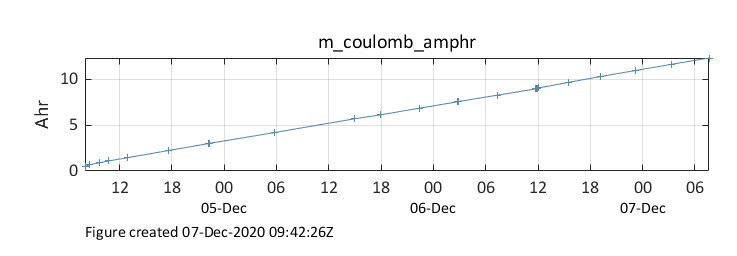 m_coulomb_amphr
Ahr
10
5
0
12 18 00 06 12 18 00 06 12 18 00 06
05-Dec 06-Dec 07-Dec
Figure created 07-Dec-2020 09:42:26Z